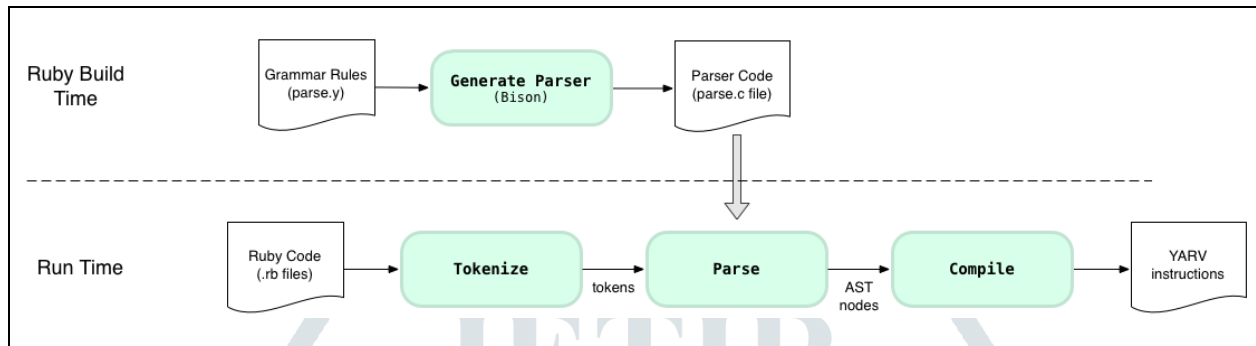 Ruby Build
Time
Grammar Rules
(parse.y)
Generate Parser
(Bison)
Parser Code
(parse.c file)
Run Time
Ruby Code
(.rb files)
Tokenize
tokens
Parse
AST
nodes
Compile
YARV
instructions
JETIR